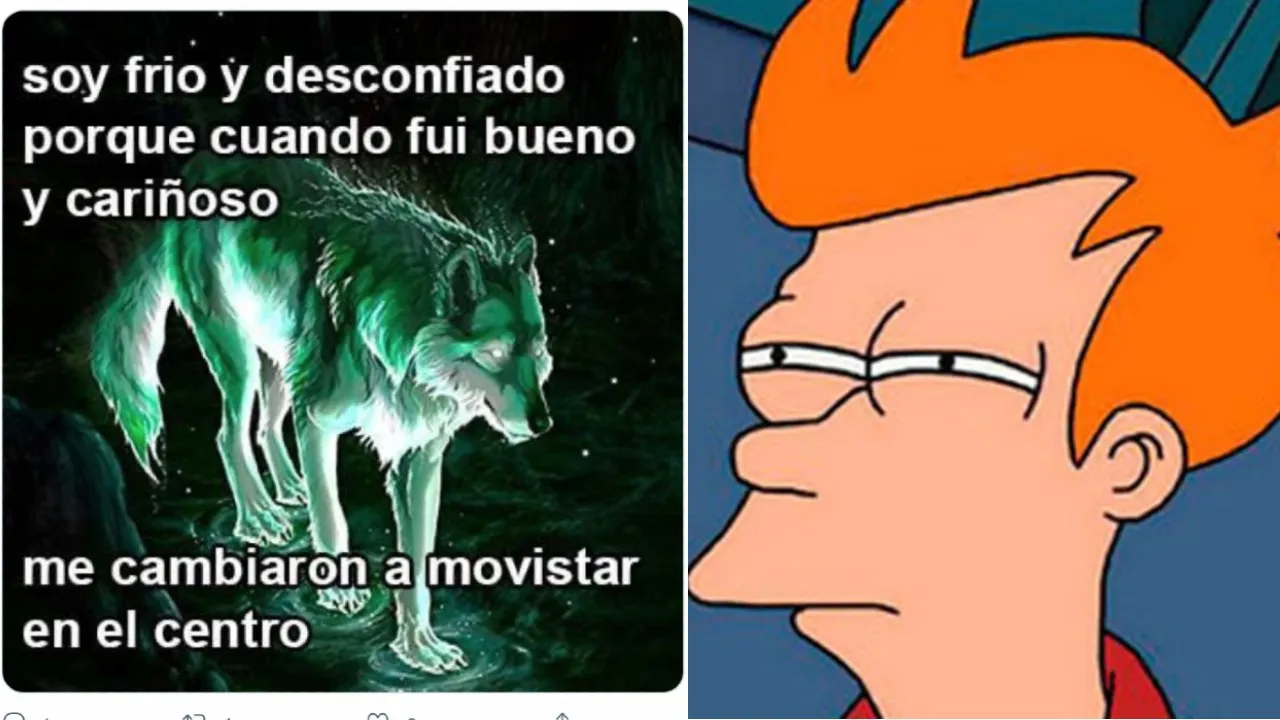 soy frio y desconfiado
porque cuando fui bueno
y cariñoso
me cambiaron a movistar
en el centro